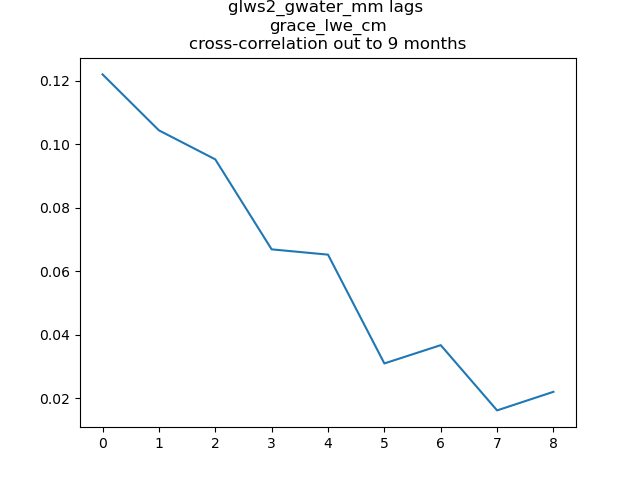 glws2_gwater_mm lags
grace_lwe_cm
cross-correlation out to 9 months
0.12
0.10
0.08
0.06
0.04
0.02
0 1 2 3 4 5 6 7 8